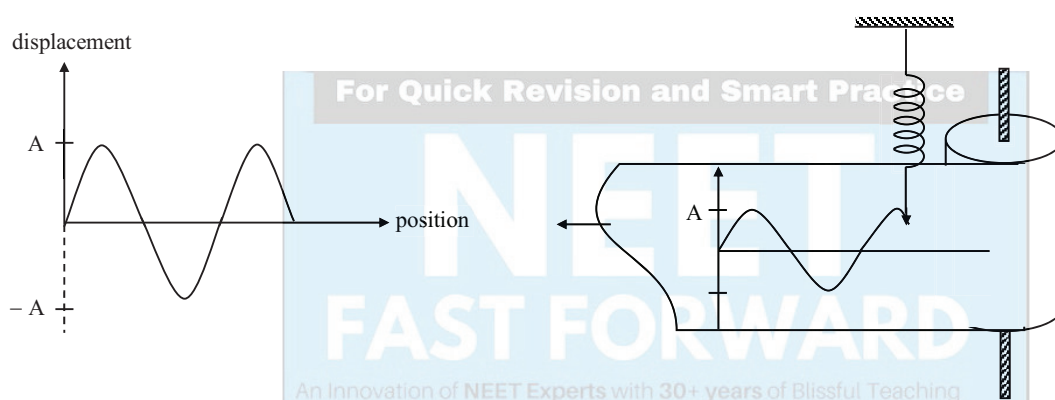 displacement
For Quick Revision and Smart Practice
A
NEET
position
A
– A
FAST FORWARD
An Innovation of NEET Experts with 30+ years of Blissful Teaching